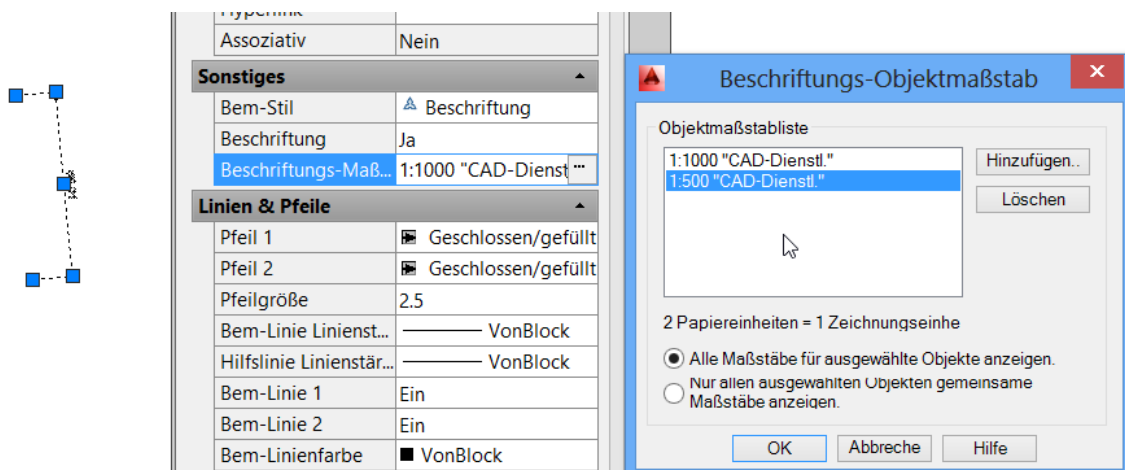 Hyperlink
Assoziativ Nein
Sonstiges
Bem-Stil Beschriftung
Beschriftung Ja
Beschriftungs-Maß... 1:1000 "CAD-Dienst ...
Linien & Pfeile
Pfeil 1 Geschlossen/gefüllt
Pfeil 2 Geschlossen/gefüllt
Pfeilgröße 2.5
Bem-Linie Linienst... VonBlock
Hilfslinie Linienstär... VonBlock
Bem-Linie 1 Ein
Bem-Linie 2 Ein
Bem-Linienfarbe VonBlock
Beschriftungs-Objektmaßstab
Objektmaßstabliste
1:1000 "CAD-Dienstl."
1:500 "CAD-Dienstl."
Hinzufügen..
Löschen
2 Papiereinheiten = 1 Zeichnungseinhe
Alle Maßstäbe für ausgewählte Objekte anzeigen.
Nur allen ausgewählten Objekten gemeinsame
Maßstäbe anzeigen.
OK Abbreche Hilfe